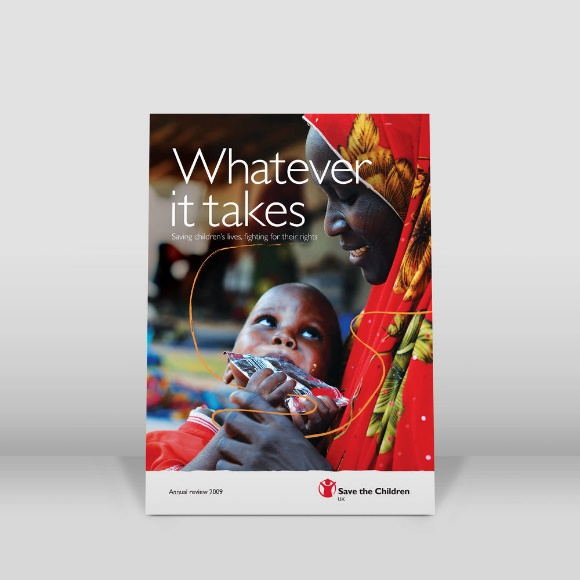 Whatever
it takes
Saving children's lives, fighting for their rights
Annual review 2009
Save the Children
UK